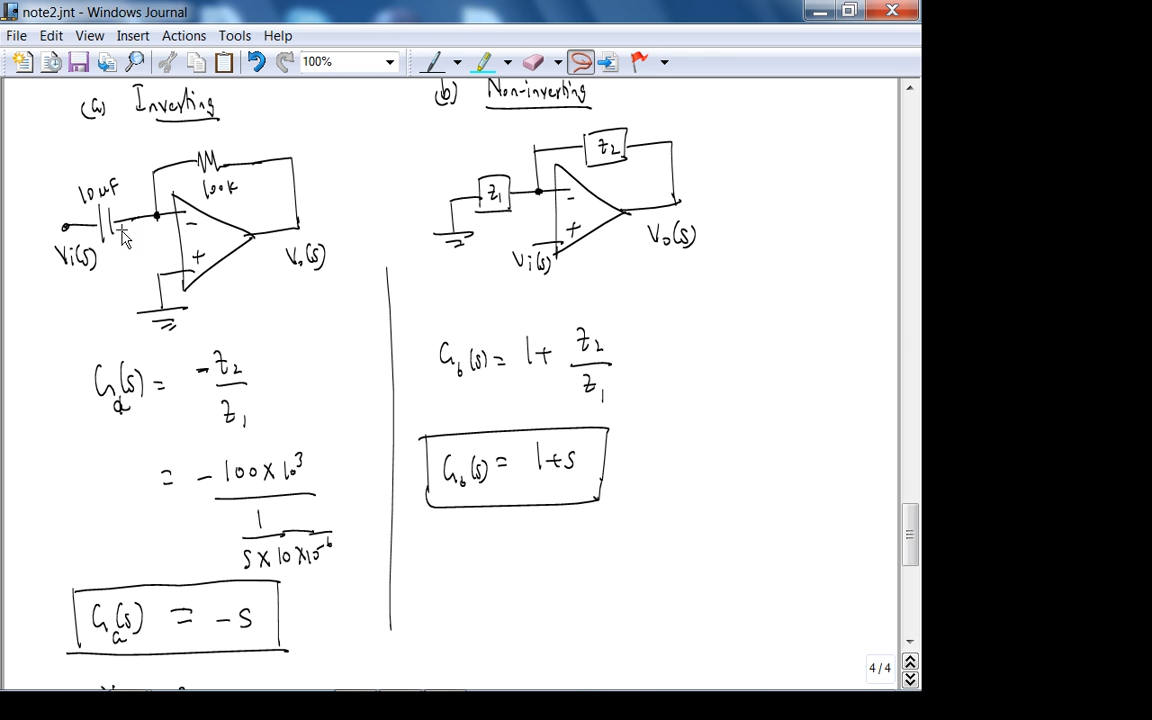 note2.jnt - Windows Journal
File Edit View Insert Actions Tools Help
100%
(a) Inverting
10uF
100k
-
+
Vi(s)
Vo(s)
Ga(s) = -Z2/Z1
= - 100×10³
1
s×10×10⁻⁶
Ga(s) = -s
(b) Non-inverting
Z2
Z1
-
+
Vi(s)
Vo(s)
Gb(s) = 1+ Z2/Z1
Gb(s) = 1+s
4 / 4